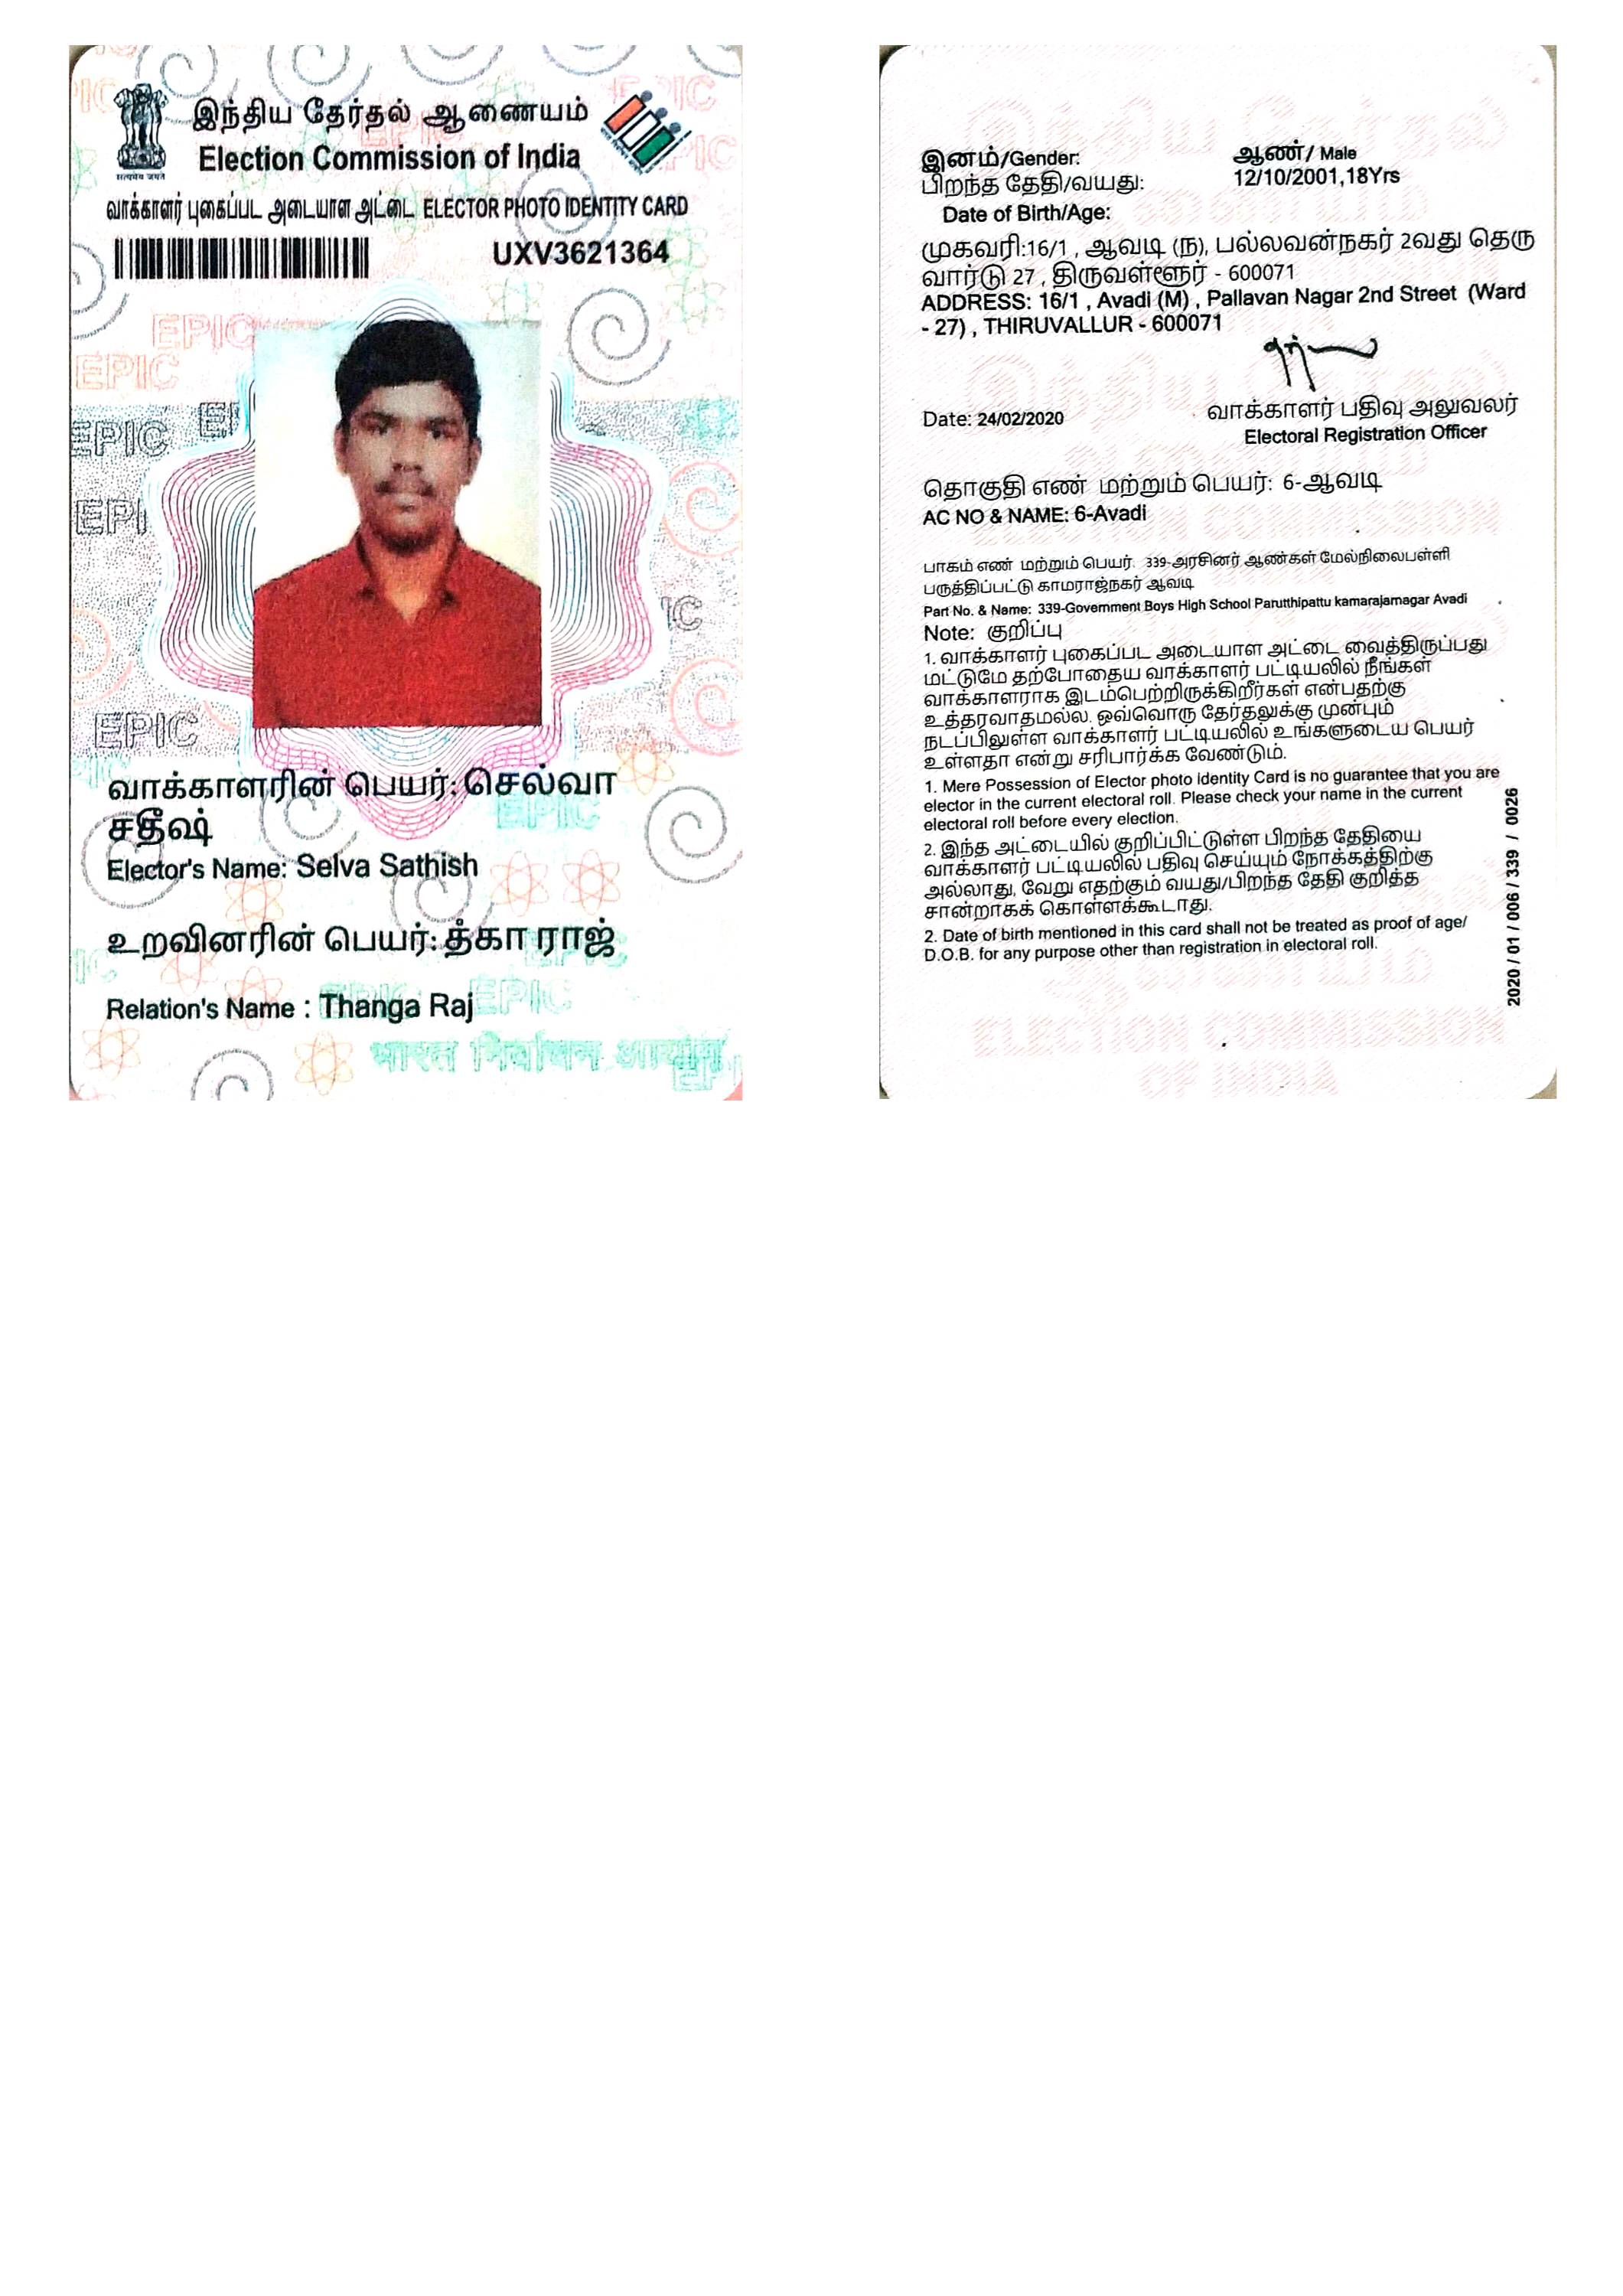 இந்திய தேர்தல் ஆணையம்
Election Commission of India
सत्यमेव जयते
வாக்காளர் புகைப்பட அடையாள அட்டை ELECTOR PHOTO IDENTITY CARD
UXV3621364
EPIC
EPIC
EPIC
EPIC
வாக்காளரின் பெயர்: செல்வா
சதீஷ்
Elector's Name: Selva Sathish
உறவினரின் பெயர்: த்கா ராஜ்
Relation's Name : Thanga Raj
भारत निर्वाचन आयोग
இனம்/Gender: ஆண்/ Male
பிறந்த தேதி/வயது: 12/10/2001,18Yrs
Date of Birth/Age:
முகவரி:16/1 , ஆவடி (ந), பல்லவன்நகர் 2வது தெரு
வார்டு 27 , திருவள்ளூர் - 600071
ADDRESS: 16/1 , Avadi (M) , Pallavan Nagar 2nd Street (Ward
- 27) , THIRUVALLUR - 600071
Date: 24/02/2020
வாக்காளர் பதிவு அலுவலர்
Electoral Registration Officer
தொகுதி எண் மற்றும் பெயர்: 6-ஆவடி
AC NO & NAME: 6-Avadi
பாகம் எண் மற்றும் பெயர். 339-அரசினர் ஆண்கள் மேல்நிலைபள்ளி
பருத்திப்பட்டு காமராஜ்நகர் ஆவடி
Part No. & Name: 339-Government Boys High School Parutthipattu kamarajarnagar Avadi
Note: குறிப்பு
1. வாக்காளர் புகைப்பட அடையாள அட்டை வைத்திருப்பது
மட்டுமே தற்போதைய வாக்காளர் பட்டியலில் நீங்கள்
வாக்காளராக இடம்பெற்றிருக்கிறீர்கள் என்பதற்கு
உத்தரவாதமல்ல. ஒவ்வொரு தேர்தலுக்கு முன்பும்
நடப்பிலுள்ள வாக்காளர் பட்டியலில் உங்களுடைய பெயர்
உள்ளதா என்று சரிபார்க்க வேண்டும்.
1. Mere Possession of Elector photo identity Card is no guarantee that you are
elector in the current electoral roll. Please check your name in the current
electoral roll before every election.
2. இந்த அட்டையில் குறிப்பிட்டுள்ள பிறந்த தேதியை
வாக்காளர் பட்டியலில் பதிவு செய்யும் நோக்கத்திற்கு
அல்லாது, வேறு எதற்கும் வயது/பிறந்த தேதி குறித்த
சான்றாகக் கொள்ளக்கூடாது.
2. Date of birth mentioned in this card shall not be treated as proof of age/
D.O.B. for any purpose other than registration in electoral roll.
2020 / 01 / 006 / 339 / 0026
ELECTION COMMISSION
OF INDIA